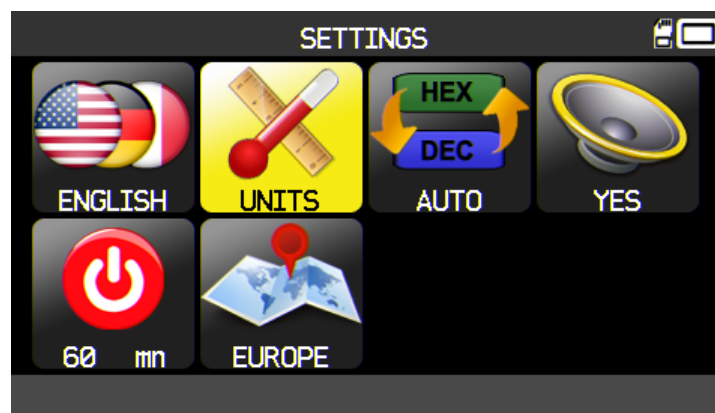 SETTINGS
HEX
DEC
ENGLISH
UNITS
AUTO
YES
60 mn
EUROPE